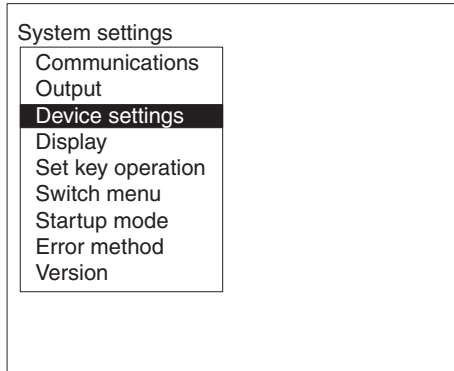 System settings
Communications
Output
Device settings
Display
Set key operation
Switch menu
Startup mode
Error method
Version